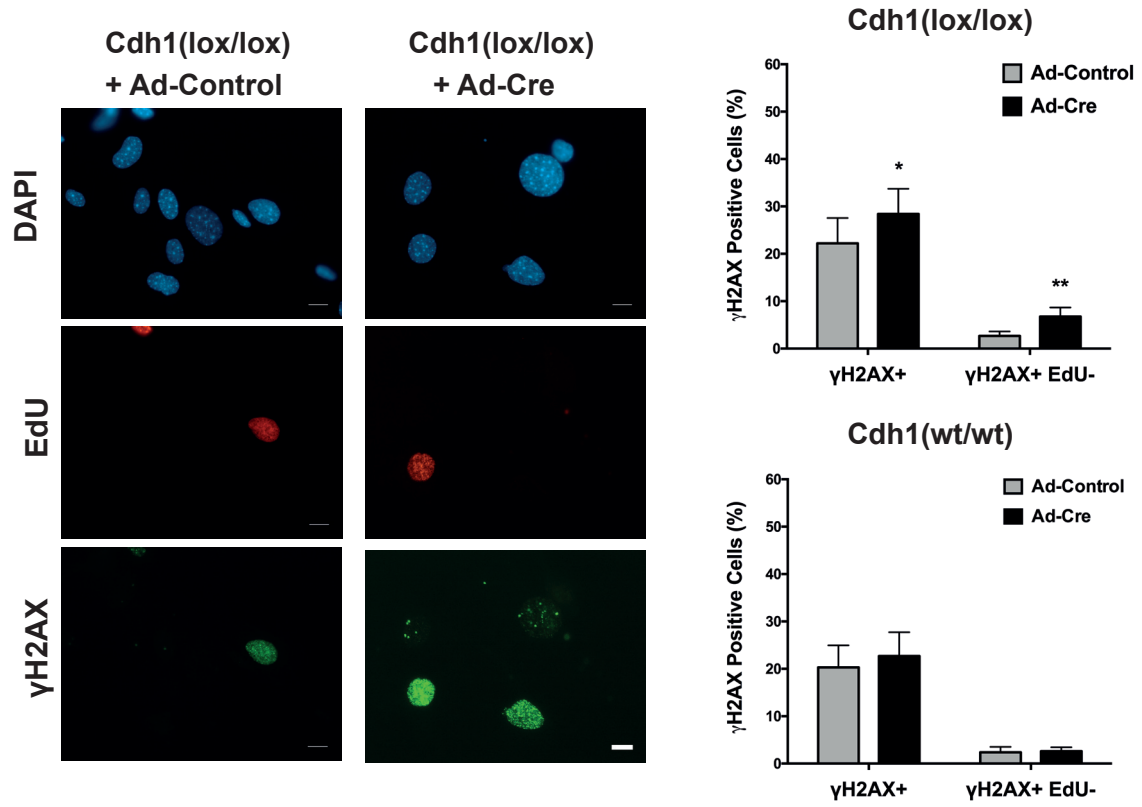 Cdh1(lox/lox)
+ Ad-Control
Cdh1(lox/lox)
+ Ad-Cre
DAPI
EdU
γH2AX
Cdh1(lox/lox)
Ad-Control
Ad-Cre
γH2AX Positive Cells (%)
60
50
40
30
20
10
0
*
**
γH2AX+
γH2AX+ EdU-
Cdh1(wt/wt)
Ad-Control
Ad-Cre
γH2AX Positive Cells (%)
60
50
40
30
20
10
0
γH2AX+
γH2AX+ EdU-